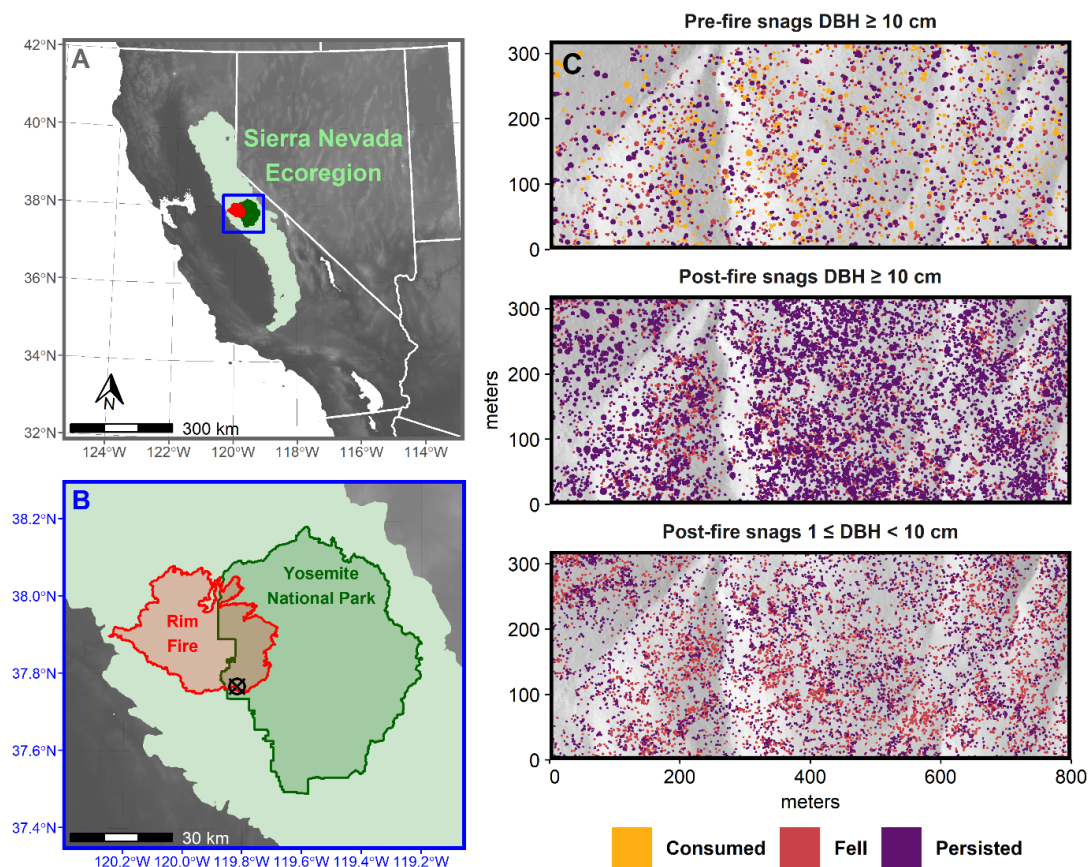 A
42°N
40°N
38°N
36°N
34°N
32°N
Sierra Nevada
Ecoregion
N
300 km
124°W 122°W 120°W 118°W 116°W 114°W
B
38.2°N
38.0°N
37.8°N
37.6°N
37.4°N
Yosemite
National Park
Rim
Fire
30 km
120.2°W 120.0°W 119.8°W 119.6°W 119.4°W 119.2°W
Pre-fire snags DBH ≥ 10 cm
C
300
200
100
0
Post-fire snags DBH ≥ 10 cm
300
200
100
0
meters
Post-fire snags 1 ≤ DBH < 10 cm
300
200
100
0
0 200 400 600 800
meters
Consumed Fell Persisted